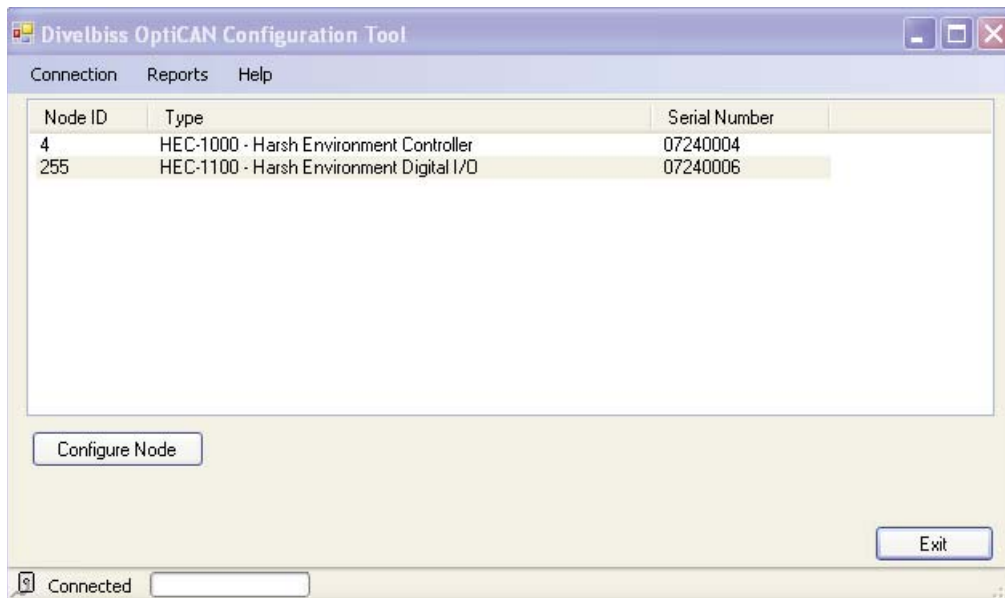 Divelbiss OptiCAN Configuration Tool
Connection Reports Help
Node ID Type Serial Number
4 HEC-1000 - Harsh Environment Controller 07240004
255 HEC-1100 - Harsh Environment Digital I/O 07240006
Configure Node
Exit
Connected